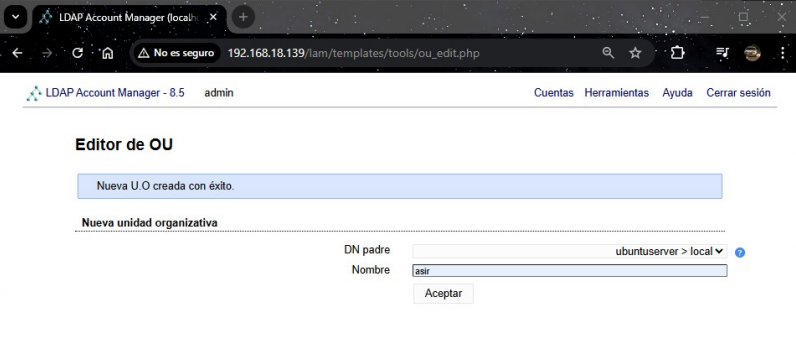 LDAP Account Manager (localh
No es seguro 192.168.18.139/lam/templates/tools/ou_edit.php
LDAP Account Manager - 8.5 admin Cuentas Herramientas Ayuda Cerrar sesión
Editor de OU
Nueva U.O creada con éxito.
Nueva unidad organizativa
DN padre ubuntuserver > local
Nombre asir
Aceptar